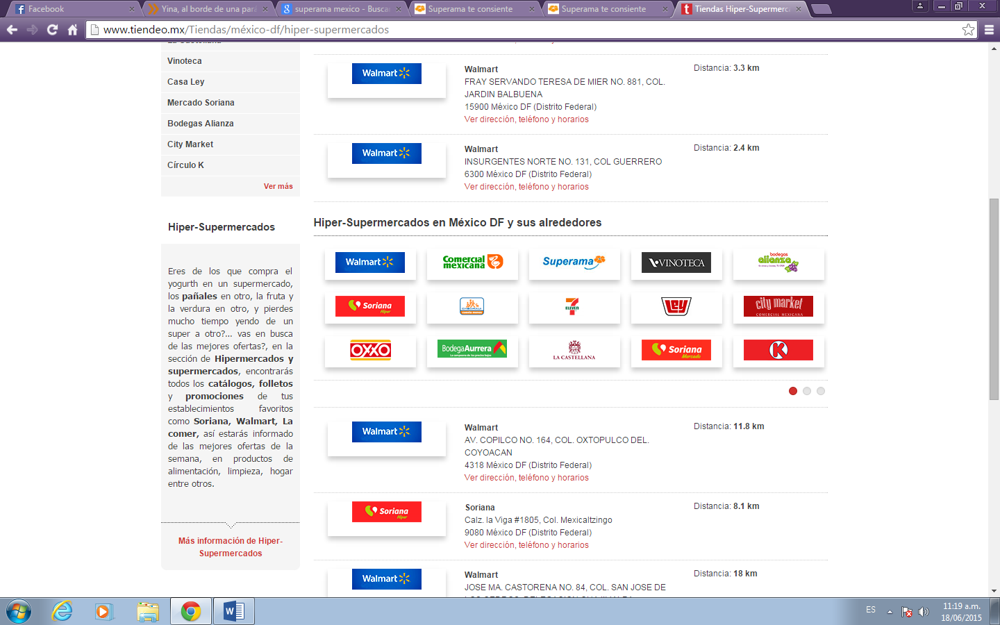 Facebook
Yina, al borde de una pará
superama mexico - Busca
Superama te consiente
Superama te consiente
Tiendas Hiper-Supermerc
www.tiendeo.mx/Tiendas/méxico-df/hiper-supermercados
Vinoteca
Casa Ley
Mercado Soriana
Bodegas Alianza
City Market
Círculo K
Ver más
Hiper-Supermercados
Eres de los que compra el
yogurth en un supermercado,
los pañales en otro, la fruta y
la verdura en otro, y pierdes
mucho tiempo yendo de un
super a otro?... vas en busca
de las mejores ofertas?, en la
sección de Hipermercados y
supermercados, encontrarás
todos los catálogos, folletos
y promociones de tus
establecimientos favoritos
como Soriana, Walmart, La
comer, así estarás informado
de las mejores ofertas de la
semana, en productos de
alimentación, limpieza, hogar
entre otros.
Más información de Hiper-
Supermercados
Walmart
Walmart
FRAY SERVANDO TERESA DE MIER NO. 881, COL.
JARDIN BALBUENA
15900 México DF (Distrito Federal)
Ver dirección, teléfono y horarios
Distancia: 3.3 km
Walmart
Walmart
INSURGENTES NORTE NO. 131, COL GUERRERO
6300 México DF (Distrito Federal)
Ver dirección, teléfono y horarios
Distancia: 2.4 km
Hiper-Supermercados en México DF y sus alrededores
Walmart
Comercial
mexicana
Superama
VINOTECA
bodegas
alianza
Soriana
Híper
7
ELEVEN
LEY
city market
COMERCIAL MEXICANA
OXXO
Bodega Aurrera
La campeona de los precios bajos
LA CASTELLANA
Soriana
Mercado
K
Walmart
Walmart
AV. COPILCO NO. 164, COL. OXTOPULCO DEL.
COYOACAN
4318 México DF (Distrito Federal)
Ver dirección, teléfono y horarios
Distancia: 11.8 km
Soriana
Híper
Soriana
Calz. la Viga #1805, Col. Mexicaltzingo
9080 México DF (Distrito Federal)
Ver dirección, teléfono y horarios
Distancia: 8.1 km
Walmart
Walmart
JOSE MA. CASTORENA NO. 84, COL. SAN JOSE DE
Distancia: 18 km
ES
11:19 a.m.
18/06/2015